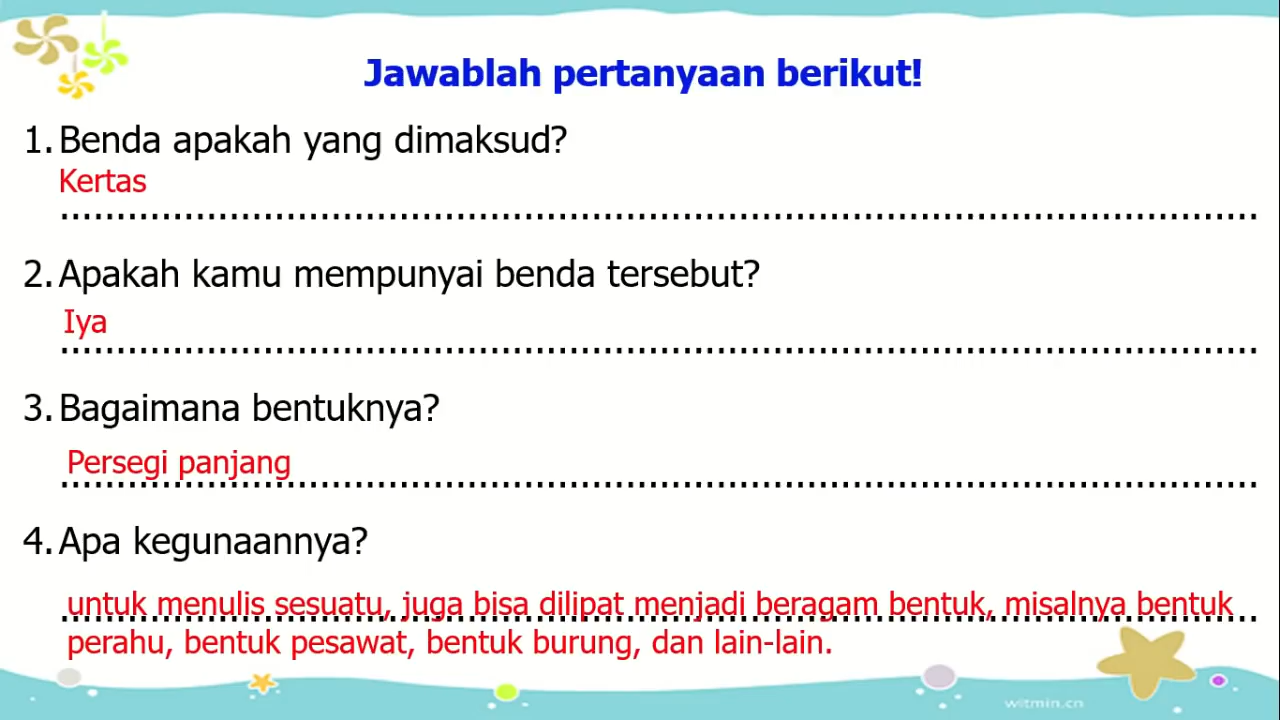 Jawablah pertanyaan berikut!
1. Benda apakah yang dimaksud?
Kertas
................................................................................
2. Apakah kamu mempunyai benda tersebut?
Iya
................................................................................
3. Bagaimana bentuknya?
Persegi panjang
................................................................................
4. Apa kegunaannya?
untuk menulis sesuatu, juga bisa dilipat menjadi beragam bentuk, misalnya bentuk
................................................................................
perahu, bentuk pesawat, bentuk burung, dan lain-lain.
witmin.cn